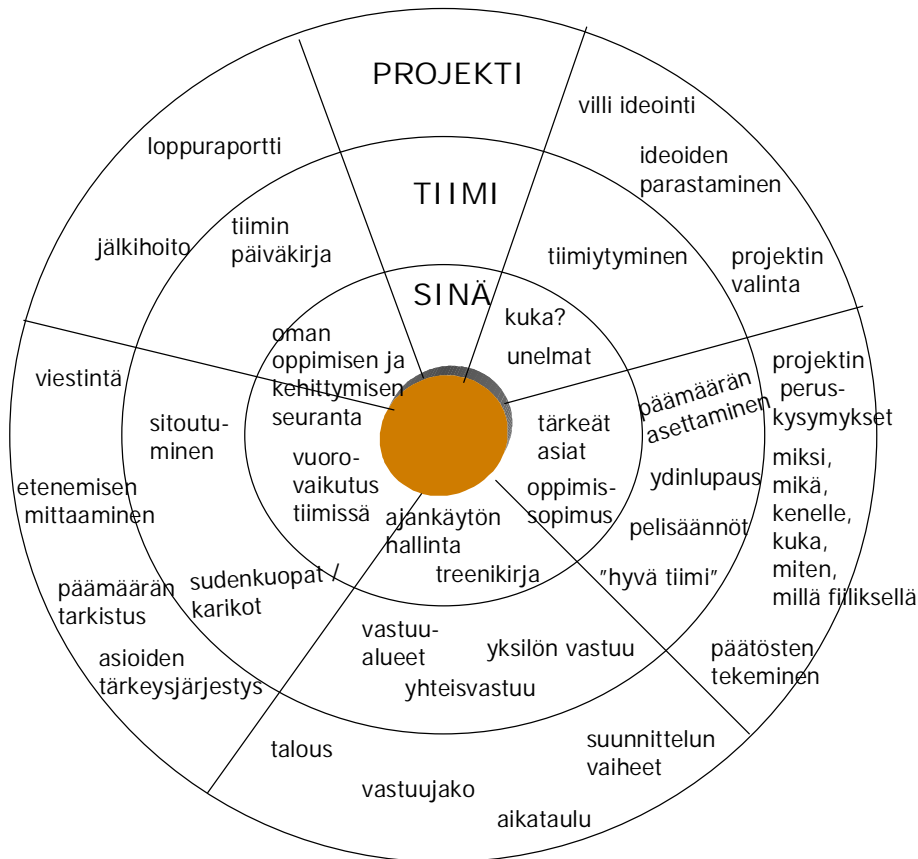 PROJEKTI
TIIMI
SINÄ
villi ideointi
ideoiden
parastaminen
projektin
valinta
tiimiytyminen
kuka?
unelmat
projektin
perus-
kysymykset
miksi,
mikä,
kenelle,
kuka,
miten,
millä fiiliksellä
päätösten
tekeminen
päämäärän
asettaminen
ydinlupaus
pelisäännöt
"hyvä tiimi"
tärkeät
asiat
oppimis-
sopimus
suunnittelun
vaiheet
aikataulu
vastuujako
talous
vastuu-
alueet
yksilön vastuu
yhteisvastuu
ajankäytön
hallinta
treenikirja
viestintä
etenemisen
mittaaminen
päämäärän
tarkistus
asioiden
tärkeysjärjestys
sitoutu-
minen
sudenkuopat /
karikot
vuoro-
vaikutus
tiimissä
loppuraportti
jälkihoito
tiimin
päiväkirja
oman
oppimisen ja
kehittymisen
seuranta